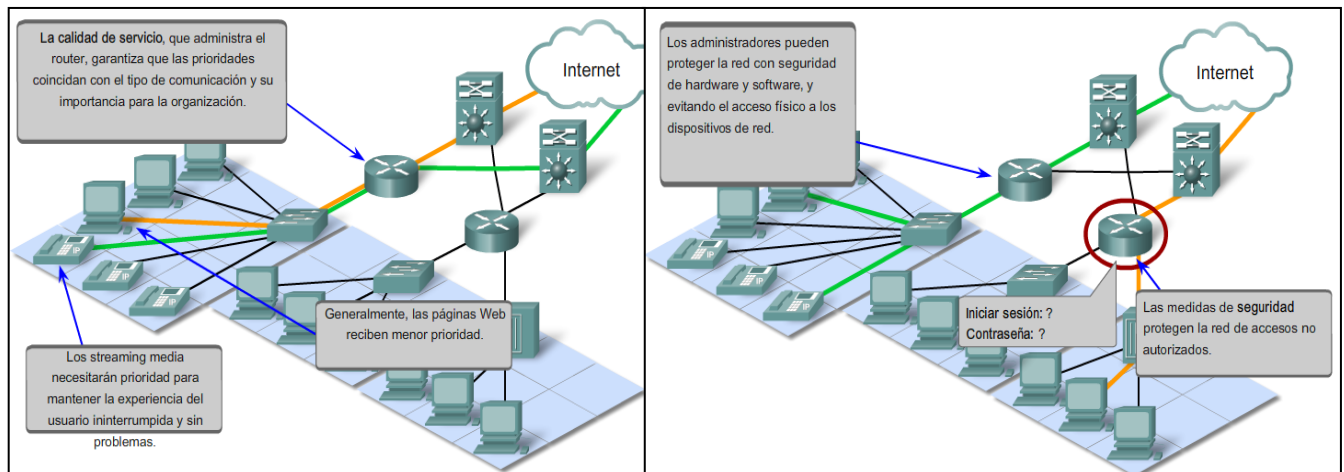 La calidad de servicio, que administra el
router, garantiza que las prioridades
coincidan con el tipo de comunicación y su
importancia para la organización.
Internet
Generalmente, las páginas Web
reciben menor prioridad.
Los streaming media
necesitarán prioridad para
mantener la experiencia del
usuario ininterrumpida y sin
problemas.
Los administradores pueden
proteger la red con seguridad
de hardware y software, y
evitando el acceso físico a los
dispositivos de red.
Internet
Iniciar sesión: ?
Contraseña: ?
Las medidas de seguridad
protegen la red de accesos no
autorizados.